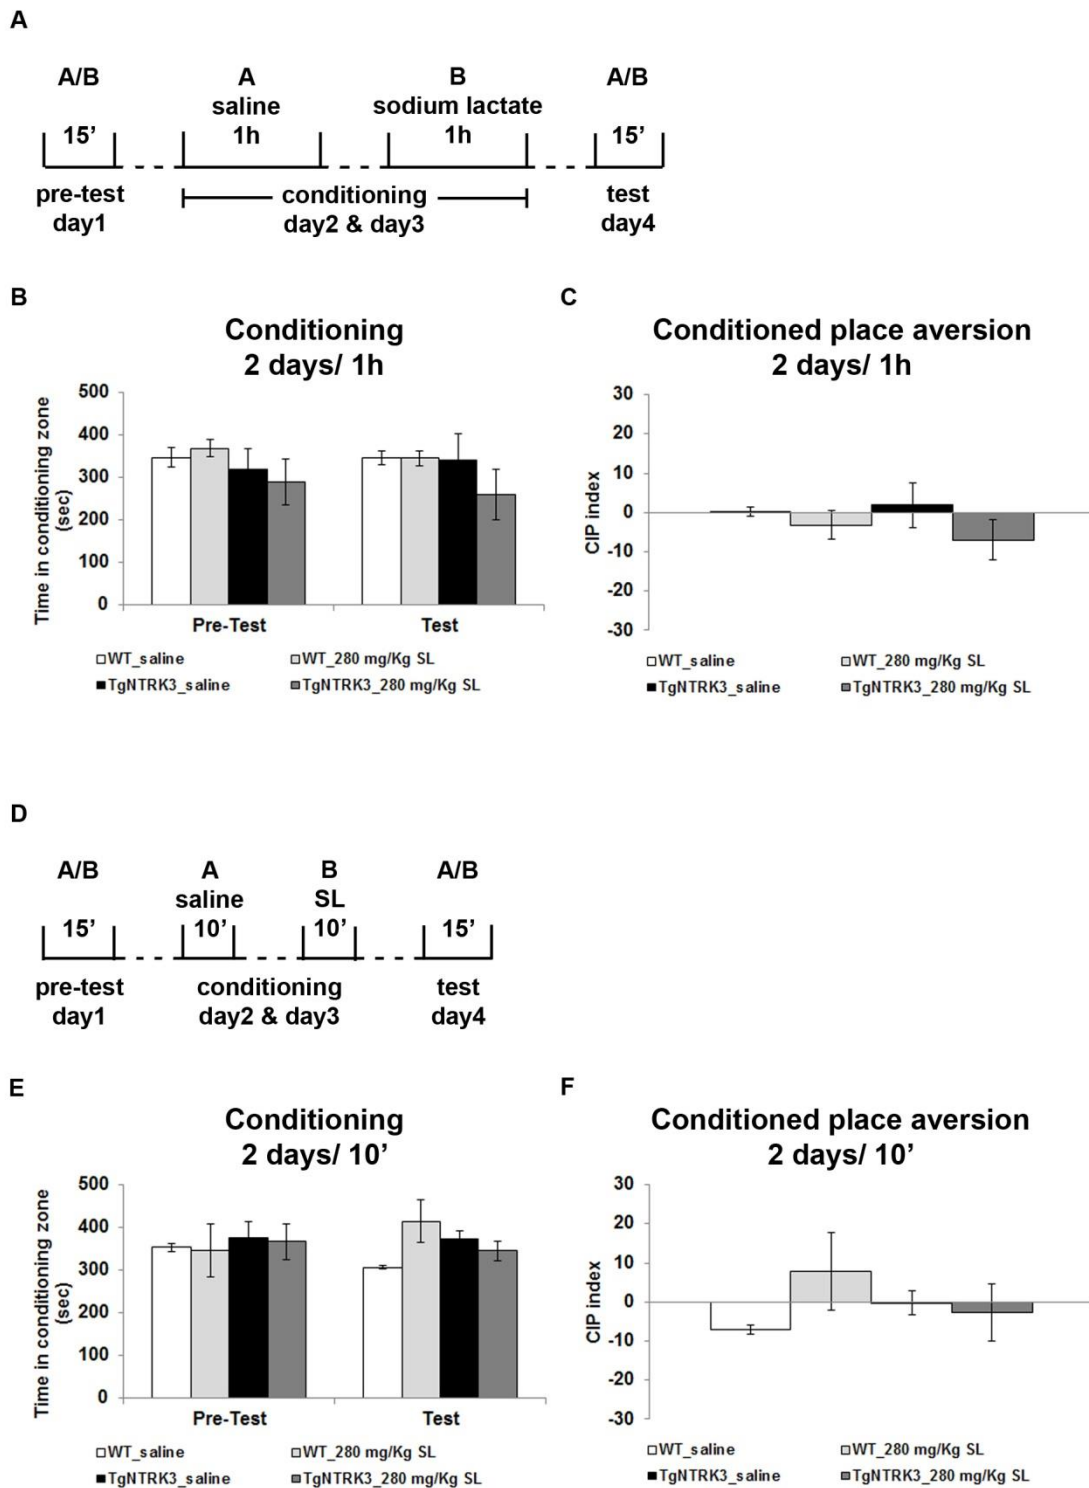 A
A/B
A
B
saline
sodium lactate
15’
1h
1h
15’
pre-test
conditioning
test
day1
day2 & day3
day4
B
Conditioning
2 days/ 1h
Time in conditioning zone
(sec)
500
400
300
200
100
0
Pre-Test
Test
WT_saline
WT_280 mg/Kg SL
TgNTRK3_saline
TgNTRK3_280 mg/Kg SL
C
Conditioned place aversion
2 days/ 1h
CIP index
30
20
10
0
-10
-20
-30
WT_saline
WT_280 mg/Kg SL
TgNTRK3_saline
TgNTRK3_280 mg/Kg SL
D
A/B
A
B
A/B
saline
SL
15’
10’
10’
15’
pre-test
conditioning
test
day1
day2 & day3
day4
E
Conditioning
2 days/ 10’
Time in conditioning zone
(sec)
500
400
300
200
100
0
Pre-Test
Test
WT_saline
WT_280 mg/Kg SL
TgNTRK3_saline
TgNTRK3_280 mg/Kg SL
F
Conditioned place aversion
2 days/ 10’
CIP index
30
20
10
0
-10
-20
-30
WT_saline
WT_280 mg/Kg SL
TgNTRK3_saline
TgNTRK3_280 mg/Kg SL